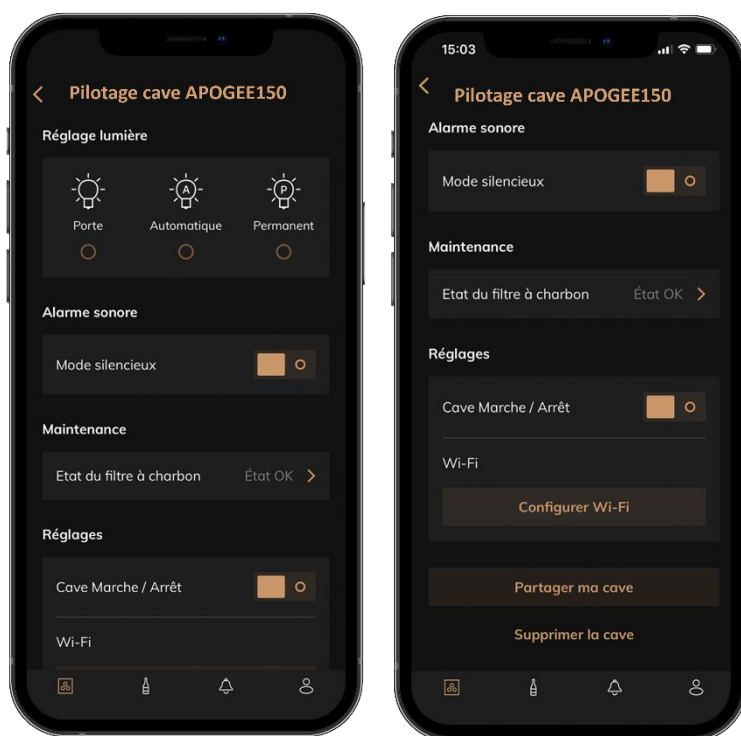 Pilotage cave APOGEE150
Réglage lumière
A
P
Porte
Automatique
Permanent
Alarme sonore
Mode silencieux
Maintenance
Etat du filtre à charbon
État OK
Réglages
Cave Marche / Arrêt
Wi-Fi
15:03
Pilotage cave APOGEE150
Alarme sonore
Mode silencieux
Maintenance
Etat du filtre à charbon
État OK
Réglages
Cave Marche / Arrêt
Wi-Fi
Configurer Wi-Fi
Partager ma cave
Supprimer la cave